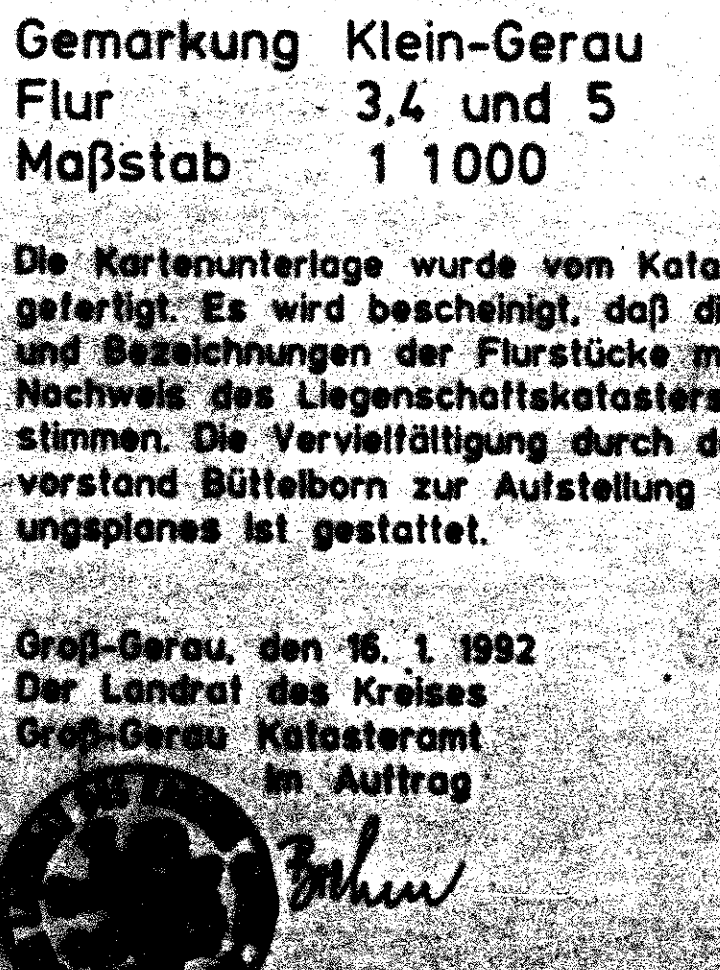 Gemarkung Klein-Gerau
Flur 3,4 und 5
Maßstab 1 1000
Die Kartenunterlage wurde vom Kata
gefertigt. Es wird bescheinigt, daß di
und Bezeichnungen der Flurstücke m
Nachweis des Liegenschaftskatasters
stimmen. Die Vervielfältigung durch d
vorstand Büttelborn zur Aufstellung
ungsplanes ist gestattet.
Groß-Gerau, den 16. 1. 1992
Der Landrat des Kreises
Groß-Gerau Katasteramt
Im Auftrag